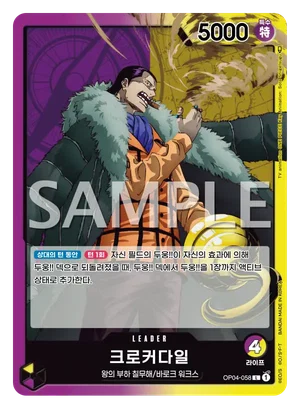 5000
특수
特
SAMPLE
상대의 턴 동안 턴 1회 자신 필드의 두웅!!이 자신의 효과에 의해
두웅!! 덱으로 되돌려졌을 때, 두웅!! 덱에서 두웅!!을 1장까지 액티브
상태로 추가한다.
LEADER
크로커다일
4
라이프
왕의 부하 칠무해/바로크 워크스
OP04-058 L 1